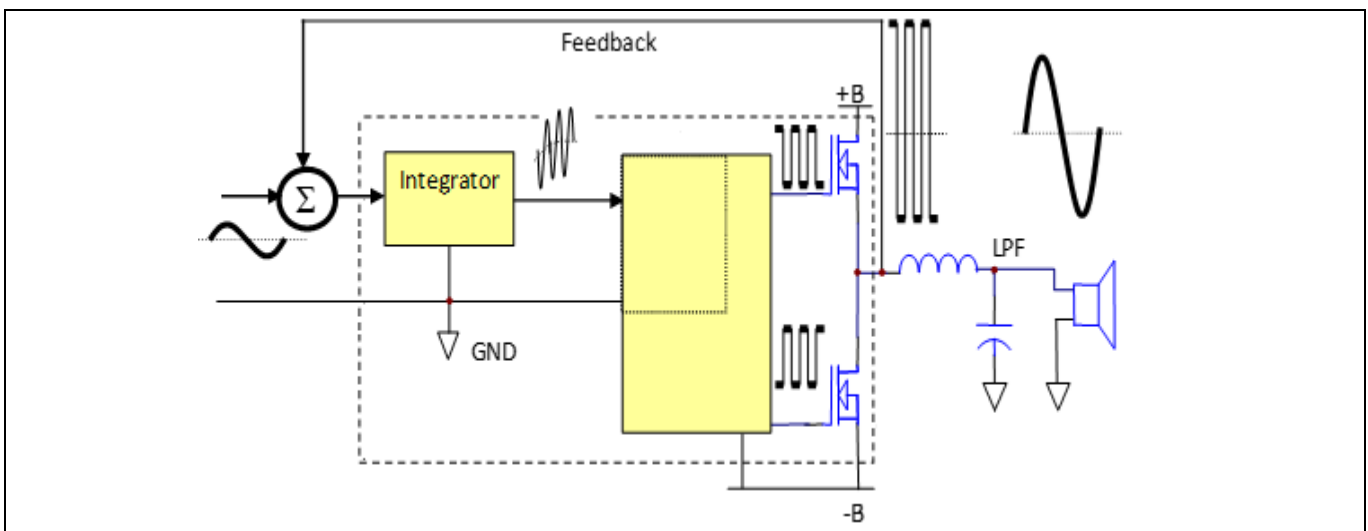 Feedback
+B
Integrator
Σ
LPF
GND
-B